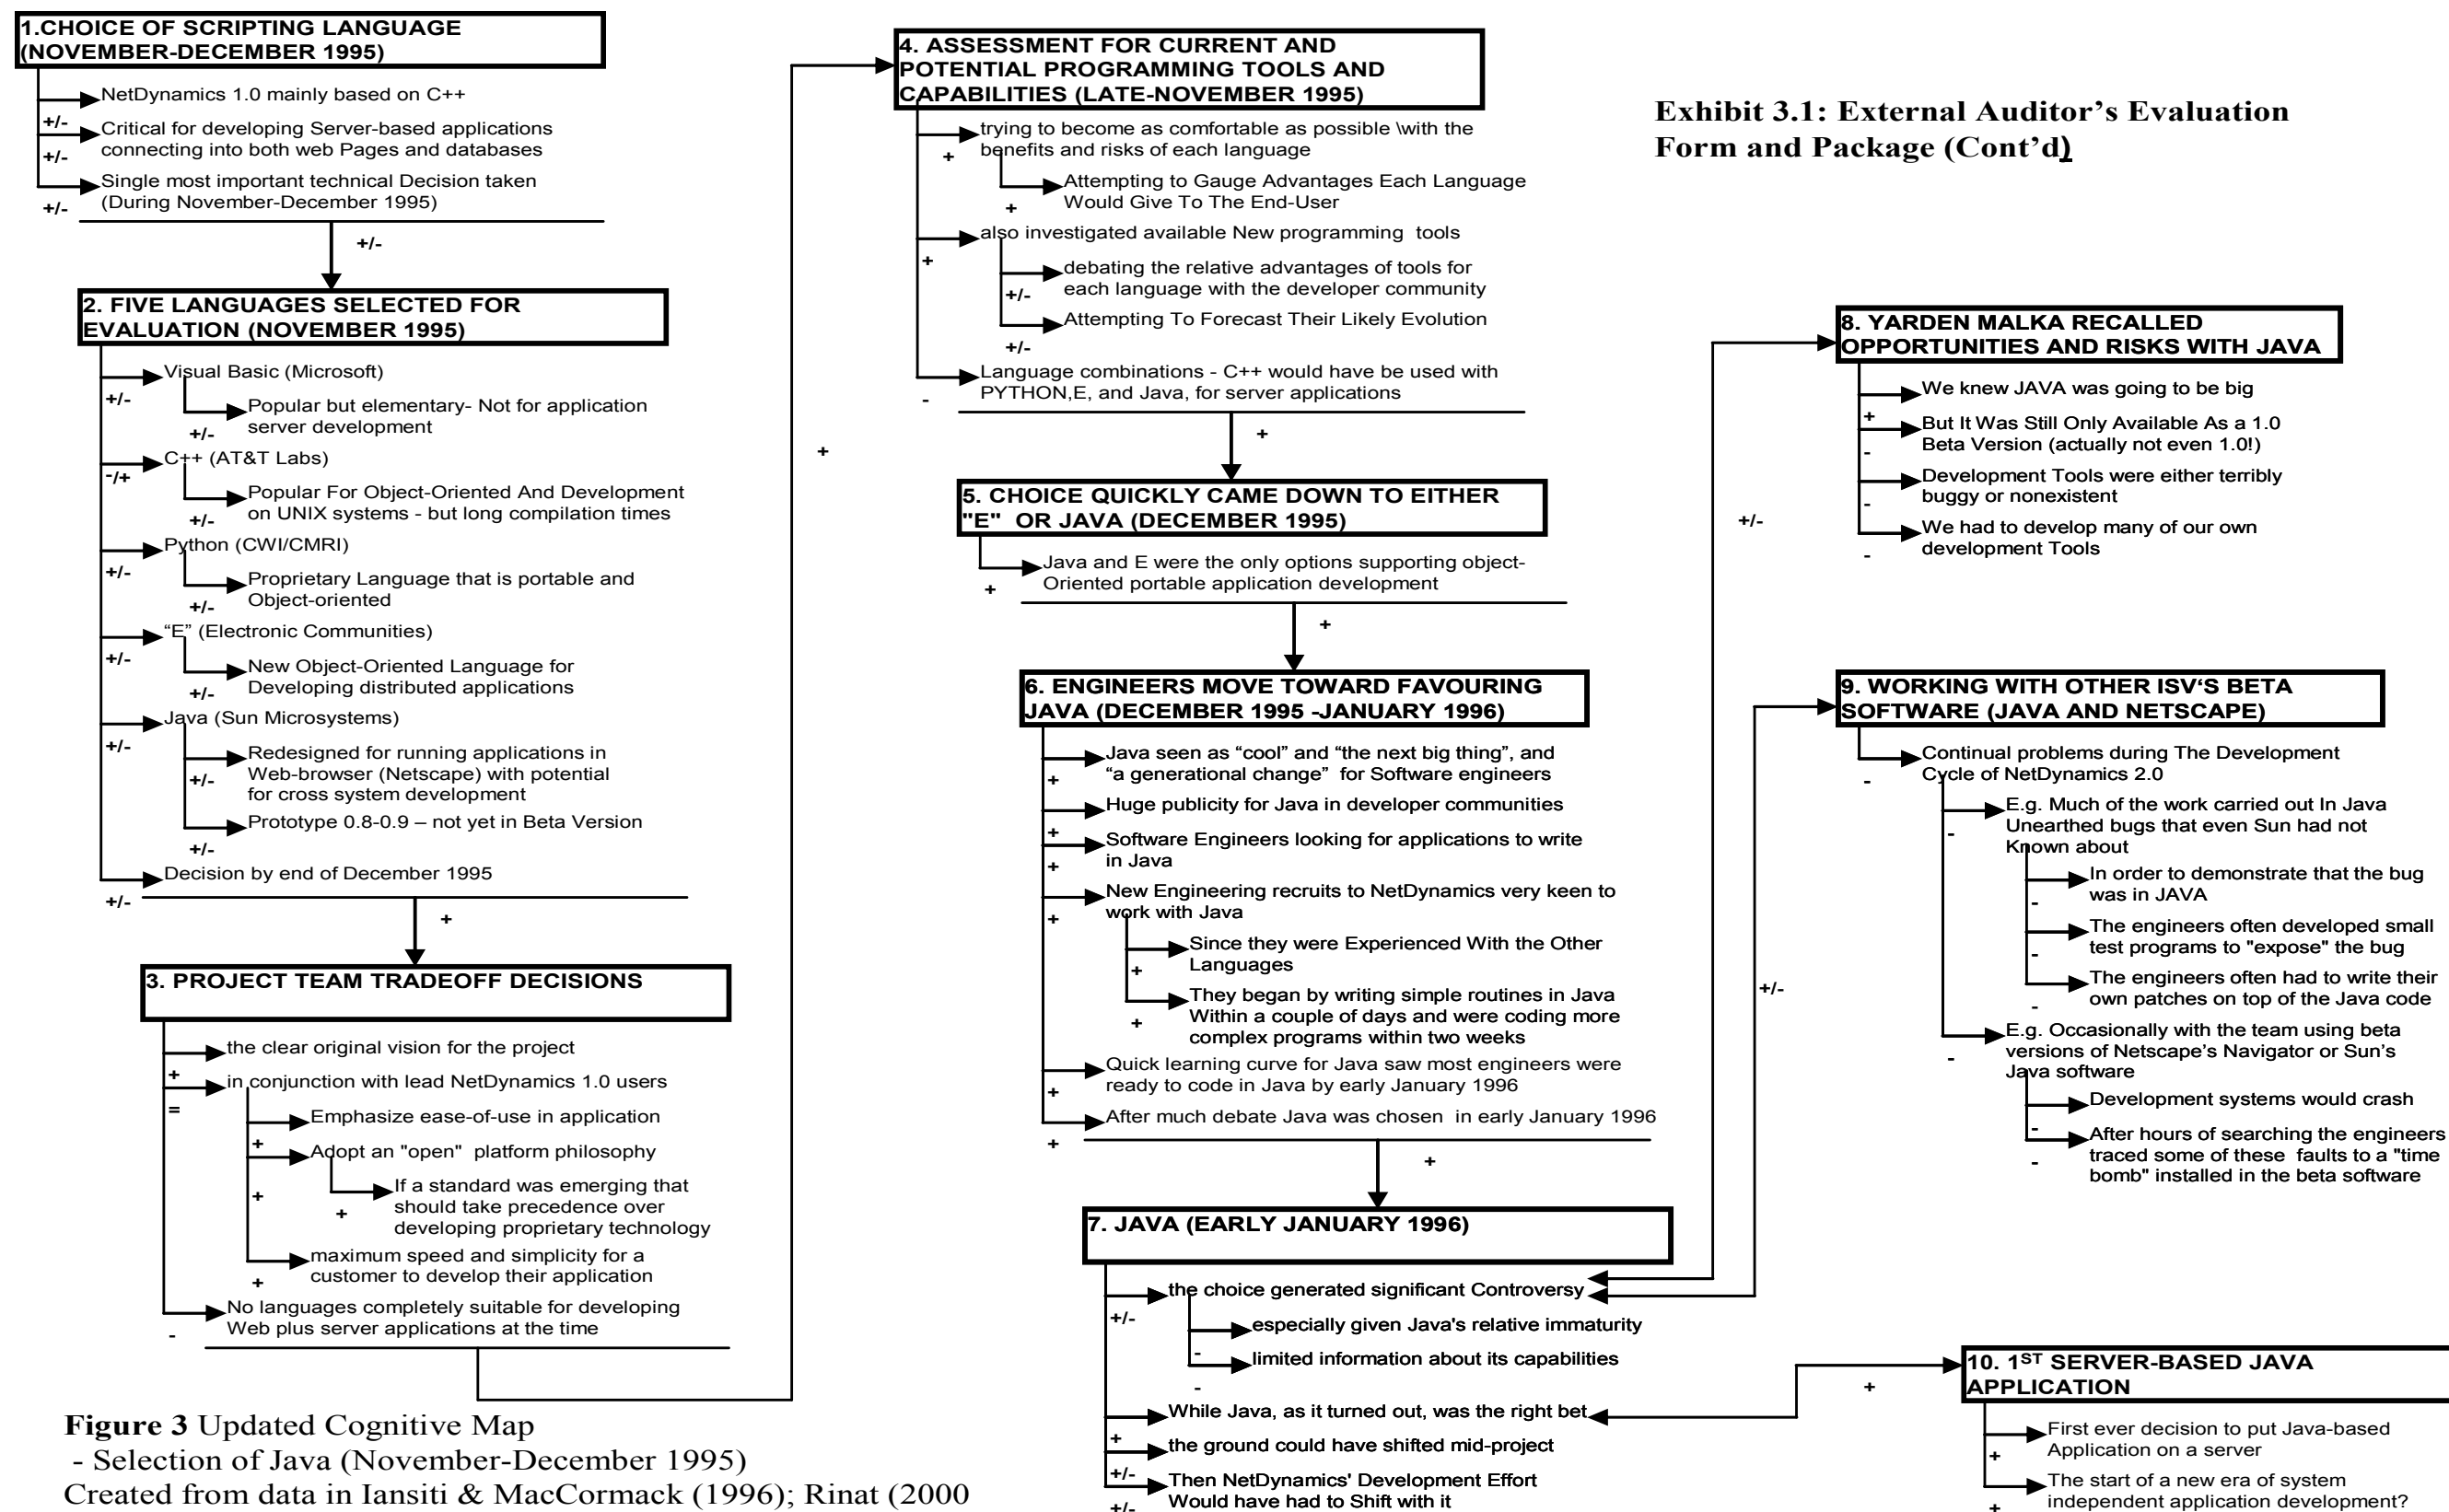 1.CHOICE OF SCRIPTING LANGUAGE
(NOVEMBER-DECEMBER 1995)
NetDynamics 1.0 mainly based on C++
+/-
Critical for developing Server-based applications
connecting into both web Pages and databases
+/-
Single most important technical Decision taken
(During November-December 1995)
+/-
+/-
2. FIVE LANGUAGES SELECTED FOR
EVALUATION (NOVEMBER 1995)
Visual Basic (Microsoft)
+/-
Popular but elementary- Not for application
server development
+/-
C++ (AT&T Labs)
-/+
Popular For Object-Oriented And Development
on UNIX systems - but long compilation times
+/-
Python (CWI/CMRI)
+/-
Proprietary Language that is portable and
Object-oriented
+/-
“E” (Electronic Communities)
+/-
New Object-Oriented Language for
Developing distributed applications
+/-
Java (Sun Microsystems)
+/-
Redesigned for running applications in
Web-browser (Netscape) with potential
for cross system development
+/-
Prototype 0.8-0.9 – not yet in Beta Version
+/-
Decision by end of December 1995
+/-
+
3. PROJECT TEAM TRADEOFF DECISIONS
the clear original vision for the project
+
in conjunction with lead NetDynamics 1.0 users
=
Emphasize ease-of-use in application
+
Adopt an "open" platform philosophy
+
If a standard was emerging that
should take precedence over
developing proprietary technology
+
maximum speed and simplicity for a
customer to develop their application
+
No languages completely suitable for developing
Web plus server applications at the time
-
+
4. ASSESSMENT FOR CURRENT AND
POTENTIAL PROGRAMMING TOOLS AND
CAPABILITIES (LATE-NOVEMBER 1995)
trying to become as comfortable as possible \with the
benefits and risks of each language
+
Attempting to Gauge Advantages Each Language
Would Give To The End-User
+
also investigated available New programming tools
+
debating the relative advantages of tools for
each language with the developer community
+/-
Attempting To Forecast Their Likely Evolution
+/-
Language combinations - C++ would have be used with
PYTHON,E, and Java, for server applications
-
+
5. CHOICE QUICKLY CAME DOWN TO EITHER
"E" OR JAVA (DECEMBER 1995)
Java and E were the only options supporting object-
Oriented portable application development
+
+
6. ENGINEERS MOVE TOWARD FAVOURING
JAVA (DECEMBER 1995 -JANUARY 1996)
Java seen as “cool” and “the next big thing”, and
“a generational change” for Software engineers
+
Huge publicity for Java in developer communities
+
Software Engineers looking for applications to write
in Java
+
New Engineering recruits to NetDynamics very keen to
work with Java
+
Since they were Experienced With the Other
Languages
+
They began by writing simple routines in Java
Within a couple of days and were coding more
complex programs within two weeks
+
Quick learning curve for Java saw most engineers were
ready to code in Java by early January 1996
+
After much debate Java was chosen in early January 1996
+
+
7. JAVA (EARLY JANUARY 1996)
the choice generated significant Controversy
+/-
especially given Java's relative immaturity
-
limited information about its capabilities
-
While Java, as it turned out, was the right bet
+
the ground could have shifted mid-project
+/-
Then NetDynamics' Development Effort
Would have had to Shift with it
+/-
Exhibit 3.1: External Auditor’s Evaluation
Form and Package (Cont’d)
+/-
8. YARDEN MALKA RECALLED
OPPORTUNITIES AND RISKS WITH JAVA
We knew JAVA was going to be big
+
But It Was Still Only Available As a 1.0
Beta Version (actually not even 1.0!)
-
Development Tools were either terribly
buggy or nonexistent
-
We had to develop many of our own
development Tools
-
+/-
9. WORKING WITH OTHER ISV‘S BETA
SOFTWARE (JAVA AND NETSCAPE)
Continual problems during The Development
Cycle of NetDynamics 2.0
-
E.g. Much of the work carried out In Java
Unearthed bugs that even Sun had not
Known about
-
In order to demonstrate that the bug
was in JAVA
-
The engineers often developed small
test programs to "expose" the bug
-
The engineers often had to write their
own patches on top of the Java code
-
E.g. Occasionally with the team using beta
versions of Netscape’s Navigator or Sun’s
Java software
-
Development systems would crash
-
After hours of searching the engineers
traced some of these faults to a "time
bomb" installed in the beta software
-
+
10. 1ST SERVER-BASED JAVA
APPLICATION
First ever decision to put Java-based
Application on a server
+
The start of a new era of system
independent application development?
+
Figure 3 Updated Cognitive Map
- Selection of Java (November-December 1995)
Created from data in Iansiti & MacCormack (1996); Rinat (2000